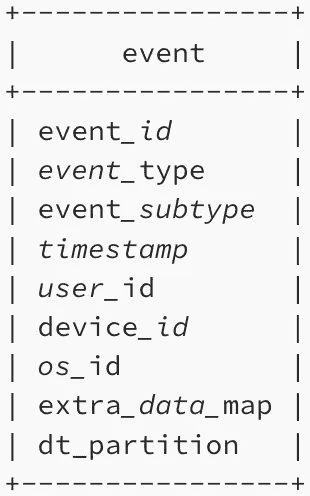 +----------------+
|      event     |
+----------------+
| event_id       |
| event_type     |
| event_subtype  |
| timestamp      |
| user_id        |
| device_id      |
| os_id          |
| extra_data_map |
| dt_partition   |
+----------------+